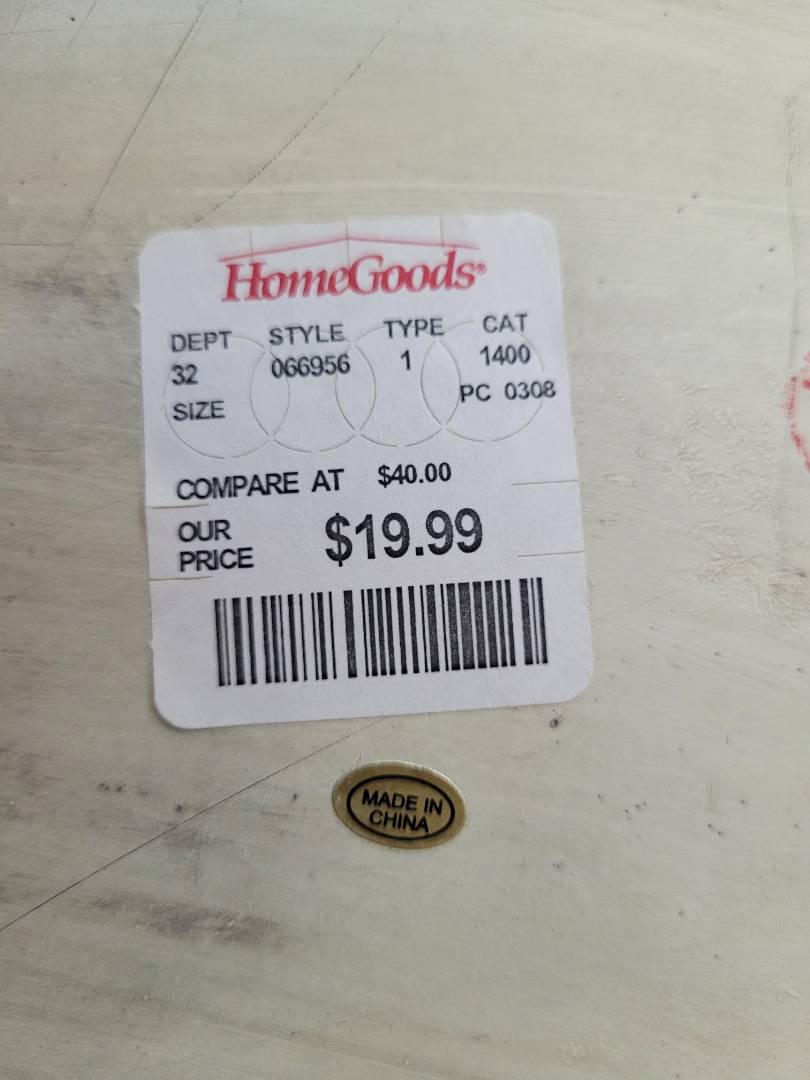 HomeGoods®
DEPT STYLE TYPE CAT
32 066956 1 1400
SIZE PC 0308
COMPARE AT $40.00
OUR
PRICE $19.99
MADE IN
CHINA